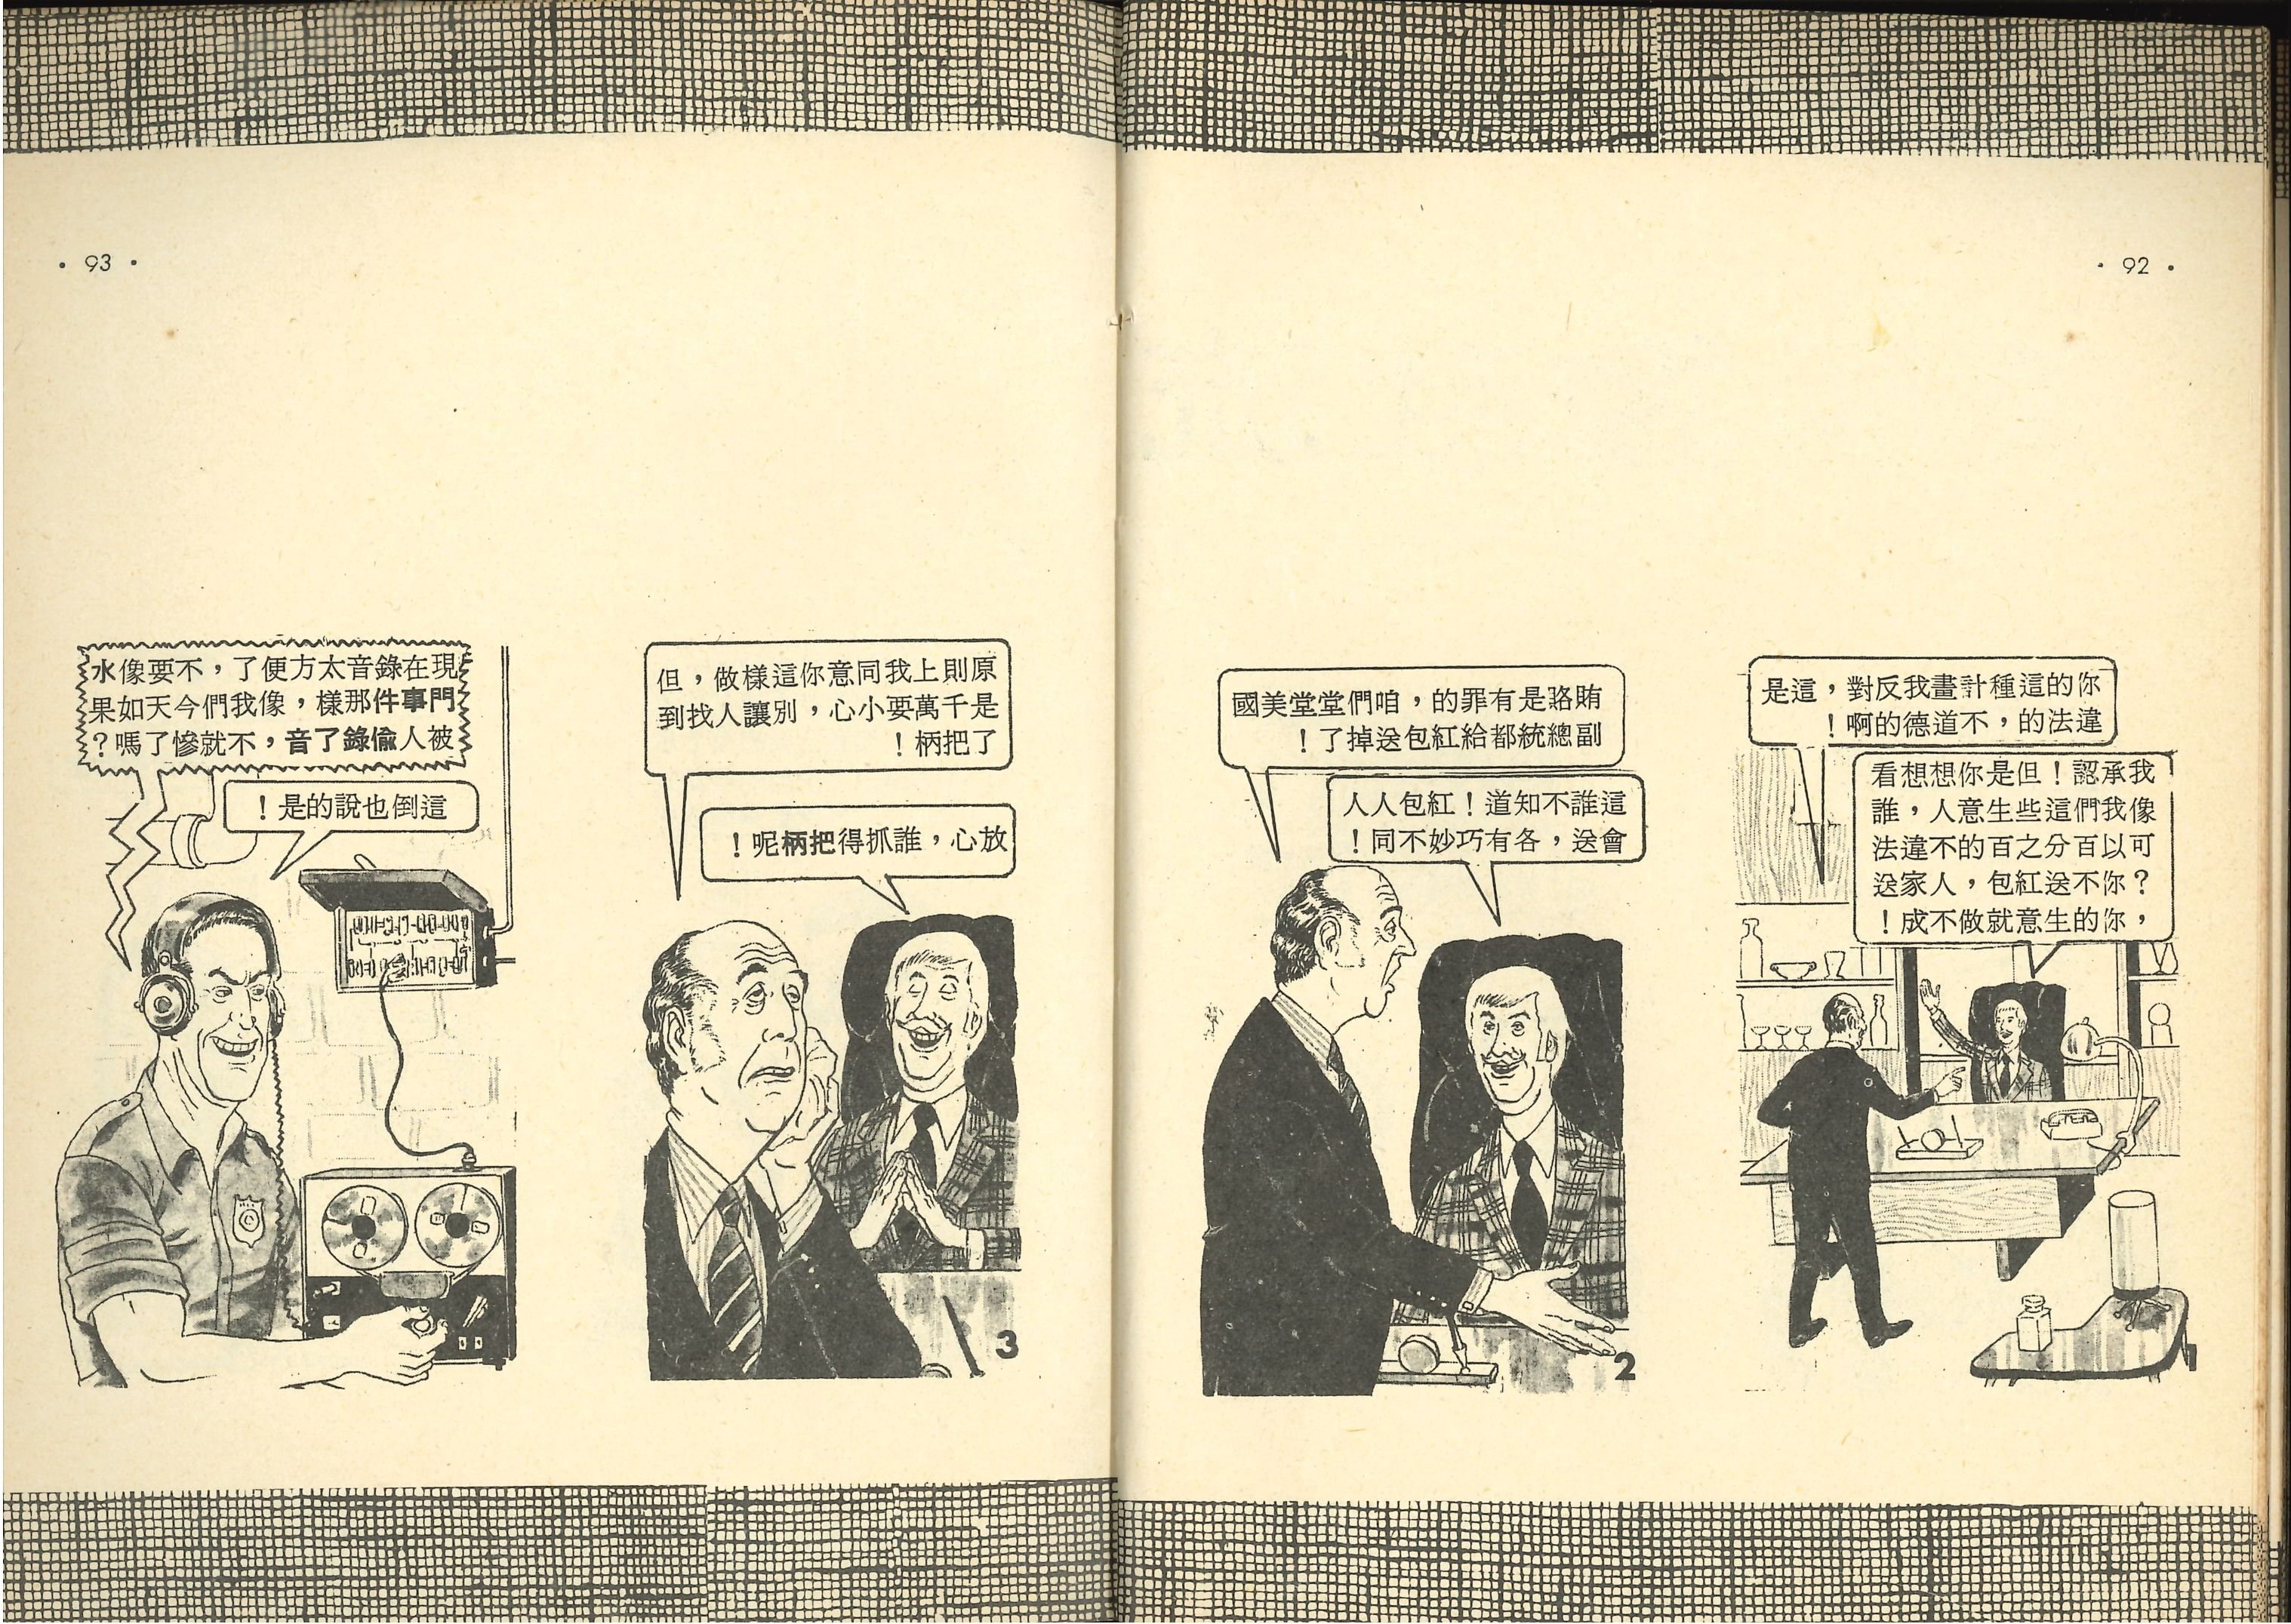 · 92 ·
你的這種計畫我反對，這是
違法的，不道德的啊！
我承認！但是你想想看
像我們這些生意人，誰
可以百分之百的不違法
？你不送紅包，人家送
，你的生意就做不成！
賄賂是有罪的，咱們堂堂美國
副總統都給紅包送掉了！
這誰不知道！紅包人人
會送，各有巧妙不同！
2
· 93 ·
原則上我同意你這樣做，但
是千萬要小心，別讓人找到
了把柄！
放心，誰抓得把柄呢！
3
現在錄音太方便了，不要像水
門事件那樣，像我們今天如果
被人偷錄了音，不就慘了嗎？
這倒也說的是！